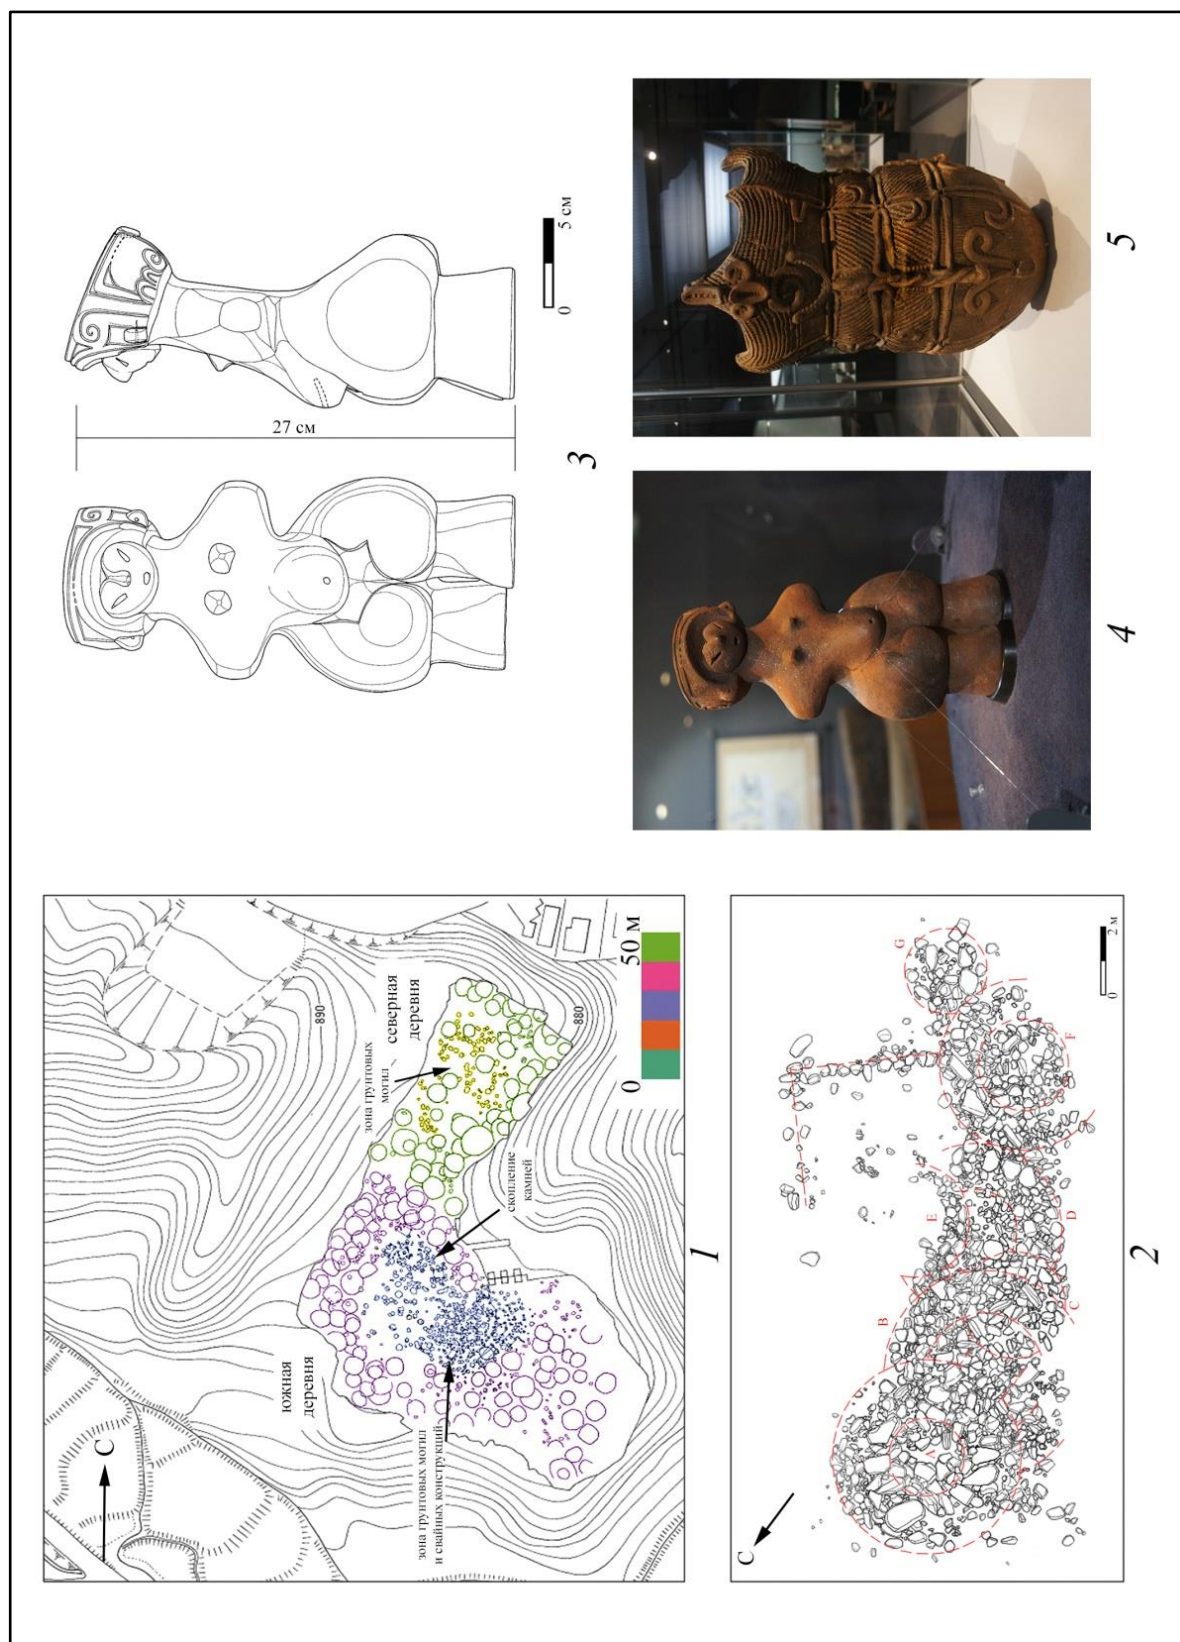 С
890
880
южная
деревня
северная
деревня
зона грунтовых
могил
скопление
камней
зона грунтовых могил
и свайных конструкций
0
50 м
1
С
A
B
A
C
D
E
F
G
0
2 м
2
27 см
0
5 см
3
4
5